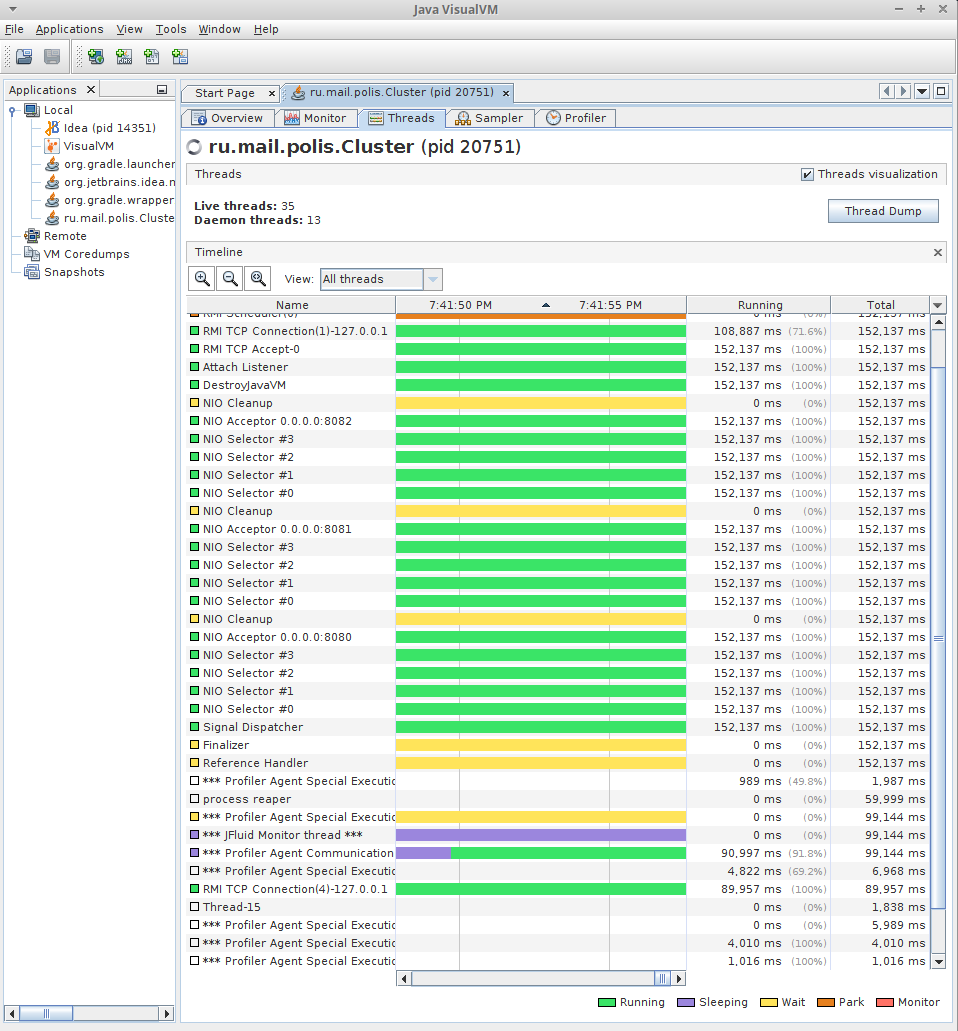 Java VisualVM
File Applications View Tools Window Help
Applications
Start Page
ru.mail.polis.Cluster (pid 20751)
Local
Idea (pid 14351)
VisualVM
org.gradle.launcher
org.jetbrains.idea.n
org.gradle.wrapper
ru.mail.polis.Cluste
Remote
VM Coredumps
Snapshots
Overview Monitor Threads Sampler Profiler
ru.mail.polis.Cluster (pid 20751)
Threads
Threads visualization
Live threads: 35
Daemon threads: 13
Thread Dump
Timeline
View: All threads
Name 7:41:50 PM 7:41:55 PM Running Total
RMI Scheduler(0) 0 ms (0%) 152,137 ms
RMI TCP Connection(1)-127.0.0.1 108,887 ms (71.6%) 152,137 ms
RMI TCP Accept-0 152,137 ms (100%) 152,137 ms
Attach Listener 152,137 ms (100%) 152,137 ms
DestroyJavaVM 152,137 ms (100%) 152,137 ms
NIO Cleanup 0 ms (0%) 152,137 ms
NIO Acceptor 0.0.0.0:8082 152,137 ms (100%) 152,137 ms
NIO Selector #3 152,137 ms (100%) 152,137 ms
NIO Selector #2 152,137 ms (100%) 152,137 ms
NIO Selector #1 152,137 ms (100%) 152,137 ms
NIO Selector #0 152,137 ms (100%) 152,137 ms
NIO Cleanup 0 ms (0%) 152,137 ms
NIO Acceptor 0.0.0.0:8081 152,137 ms (100%) 152,137 ms
NIO Selector #3 152,137 ms (100%) 152,137 ms
NIO Selector #2 152,137 ms (100%) 152,137 ms
NIO Selector #1 152,137 ms (100%) 152,137 ms
NIO Selector #0 152,137 ms (100%) 152,137 ms
NIO Cleanup 0 ms (0%) 152,137 ms
NIO Acceptor 0.0.0.0:8080 152,137 ms (100%) 152,137 ms
NIO Selector #3 152,137 ms (100%) 152,137 ms
NIO Selector #2 152,137 ms (100%) 152,137 ms
NIO Selector #1 152,137 ms (100%) 152,137 ms
NIO Selector #0 152,137 ms (100%) 152,137 ms
Signal Dispatcher 152,137 ms (100%) 152,137 ms
Finalizer 0 ms (0%) 152,137 ms
Reference Handler 0 ms (0%) 152,137 ms
*** Profiler Agent Special Executio 989 ms (49.8%) 1,987 ms
process reaper 0 ms (0%) 59,999 ms
*** Profiler Agent Special Executio 0 ms (0%) 99,144 ms
*** JFluid Monitor thread *** 0 ms (0%) 99,144 ms
*** Profiler Agent Communication 90,997 ms (91.8%) 99,144 ms
*** Profiler Agent Special Executio 4,822 ms (69.2%) 6,968 ms
RMI TCP Connection(4)-127.0.0.1 89,957 ms (100%) 89,957 ms
Thread-15 0 ms (0%) 1,838 ms
*** Profiler Agent Special Executio 0 ms (0%) 5,989 ms
*** Profiler Agent Special Executio 4,010 ms (100%) 4,010 ms
*** Profiler Agent Special Executio 1,016 ms (100%) 1,016 ms
Running Sleeping Wait Park Monitor